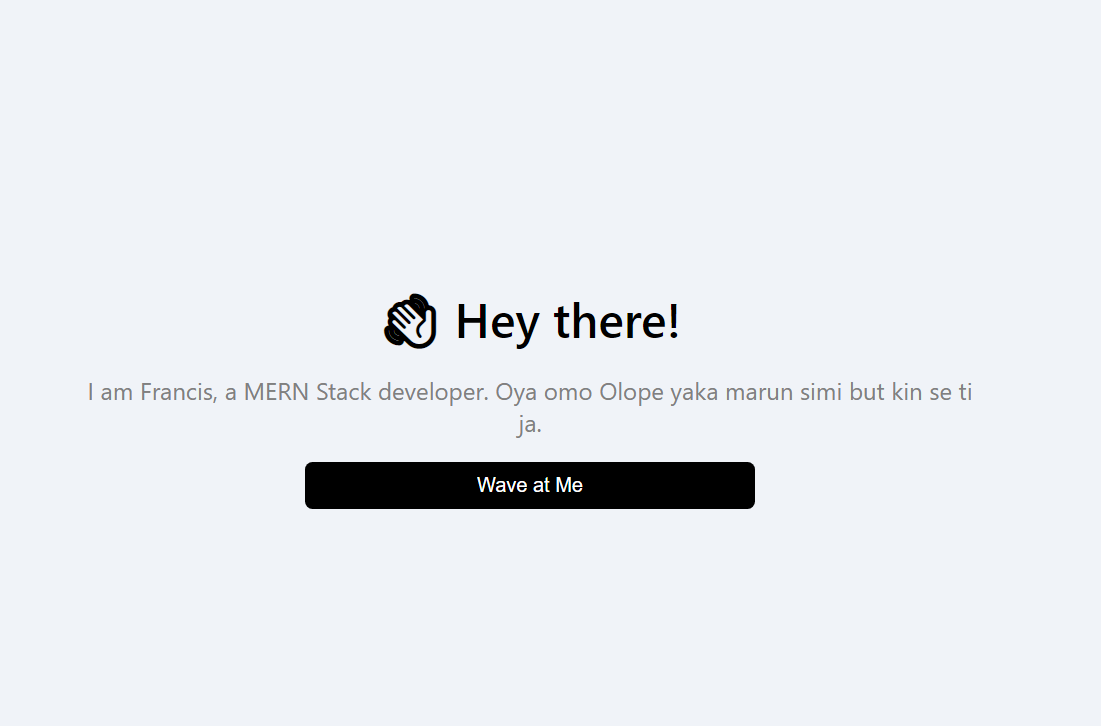 Hey there!
I am Francis, a MERN Stack developer. Oya omo Olope yaka marun simi but kin se ti
ja.
Wave at Me